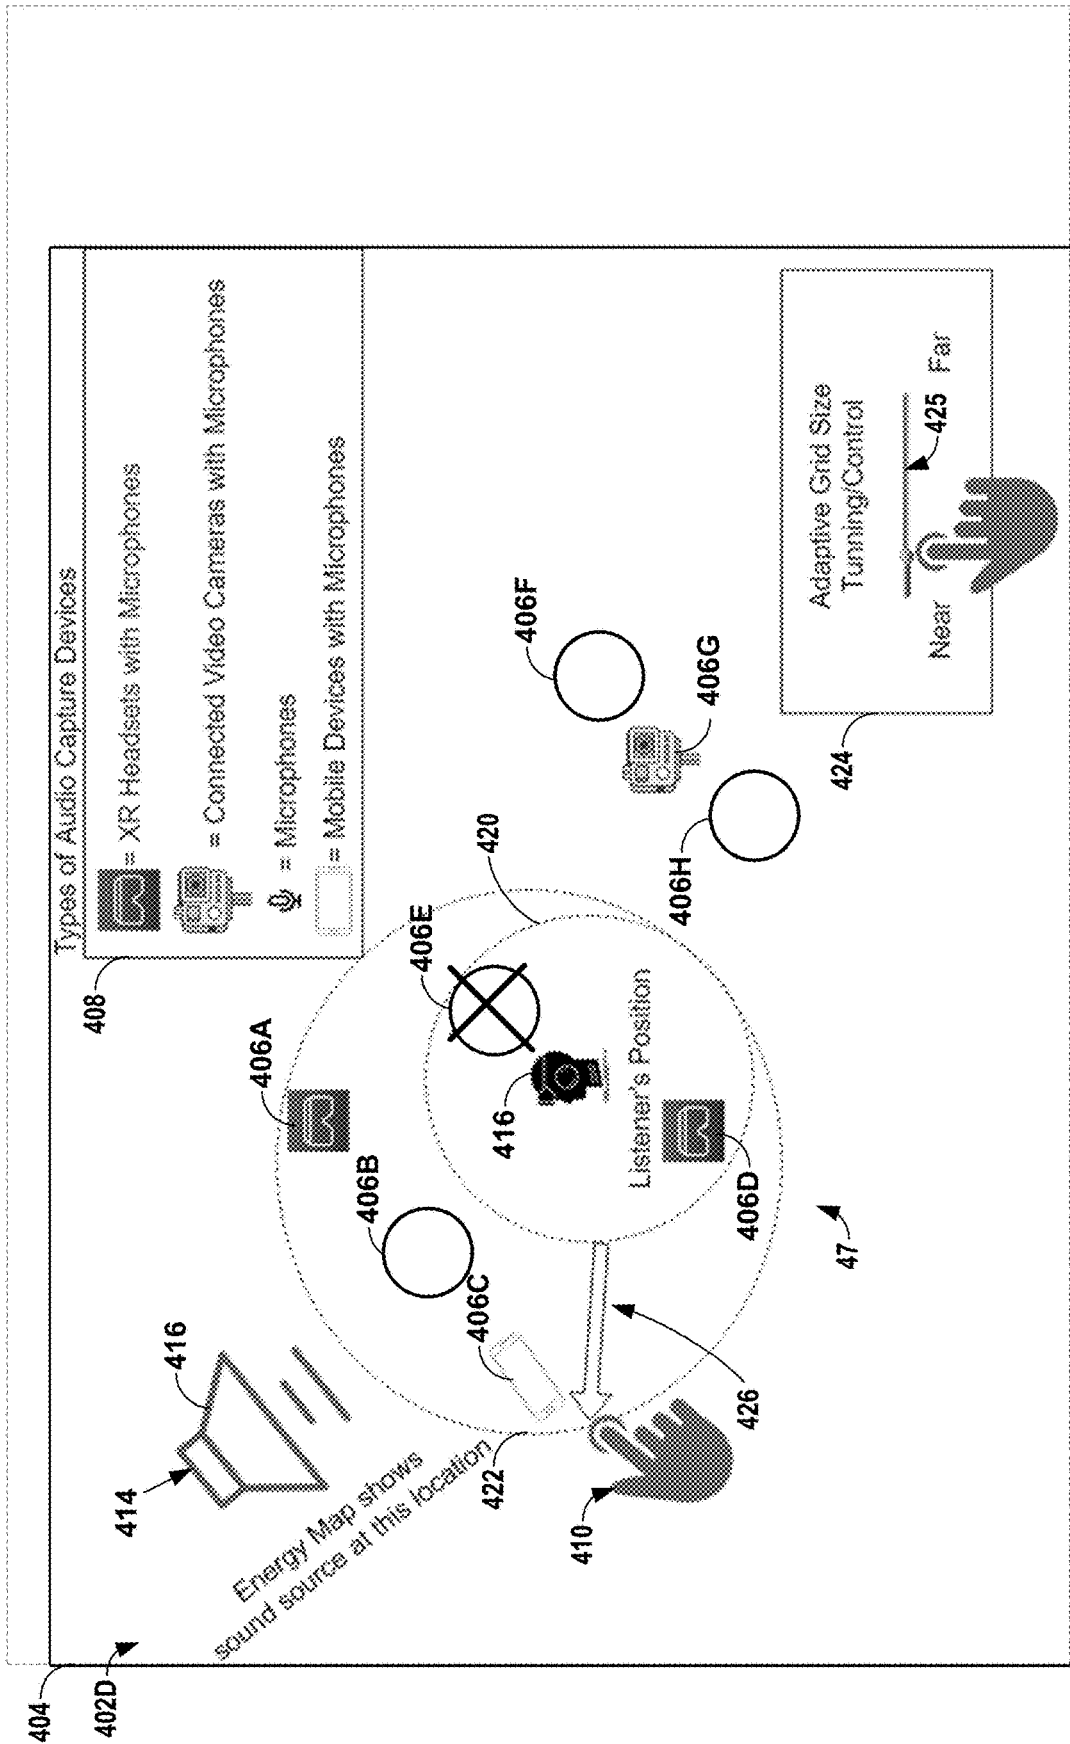 404
402D
Types of Audio Capture Devices
= XR Headsets with Microphones
= Connected Video Cameras with Microphones
= Microphones
= Mobile Devices with Microphones
408
414
416
Energy Map shows
sound source at this location
406A
406B
406C
406E
420
416
Listener's Position
406D
422
410
426
47
406F
406G
406H
424
Adaptive Grid Size
Tunning/Control
425
Near
Far